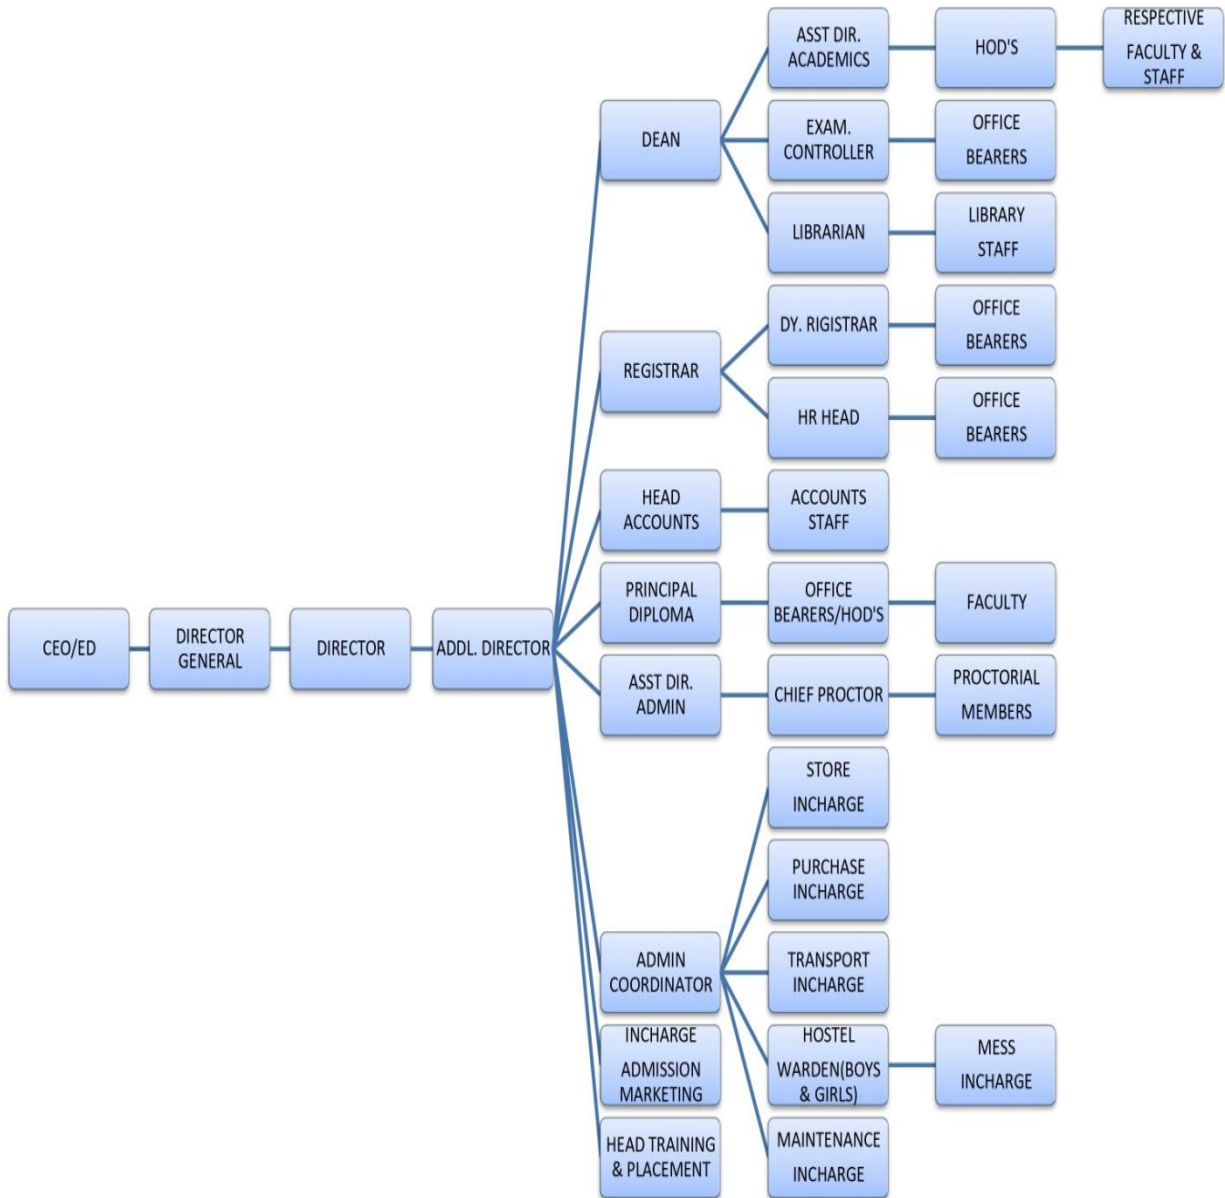 CEO/ED
DIRECTOR
GENERAL
DIRECTOR
ADDL. DIRECTOR
DEAN
ASST DIR.
ACADEMICS
HOD'S
RESPECTIVE
FACULTY &
STAFF
EXAM.
CONTROLLER
OFFICE
BEARERS
LIBRARIAN
LIBRARY
STAFF
REGISTRAR
DY. RIGISTRAR
OFFICE
BEARERS
HR HEAD
OFFICE
BEARERS
HEAD
ACCOUNTS
ACCOUNTS
STAFF
PRINCIPAL
DIPLOMA
OFFICE
BEARERS/HOD'S
FACULTY
ASST DIR.
ADMIN
CHIEF PROCTOR
PROCTORIAL
MEMBERS
ADMIN
COORDINATOR
STORE
INCHARGE
PURCHASE
INCHARGE
TRANSPORT
INCHARGE
HOSTEL
WARDEN(BOYS
& GIRLS)
MESS
INCHARGE
MAINTENANCE
INCHARGE
INCHARGE
ADMISSION
MARKETING
HEAD TRAINING
& PLACEMENT